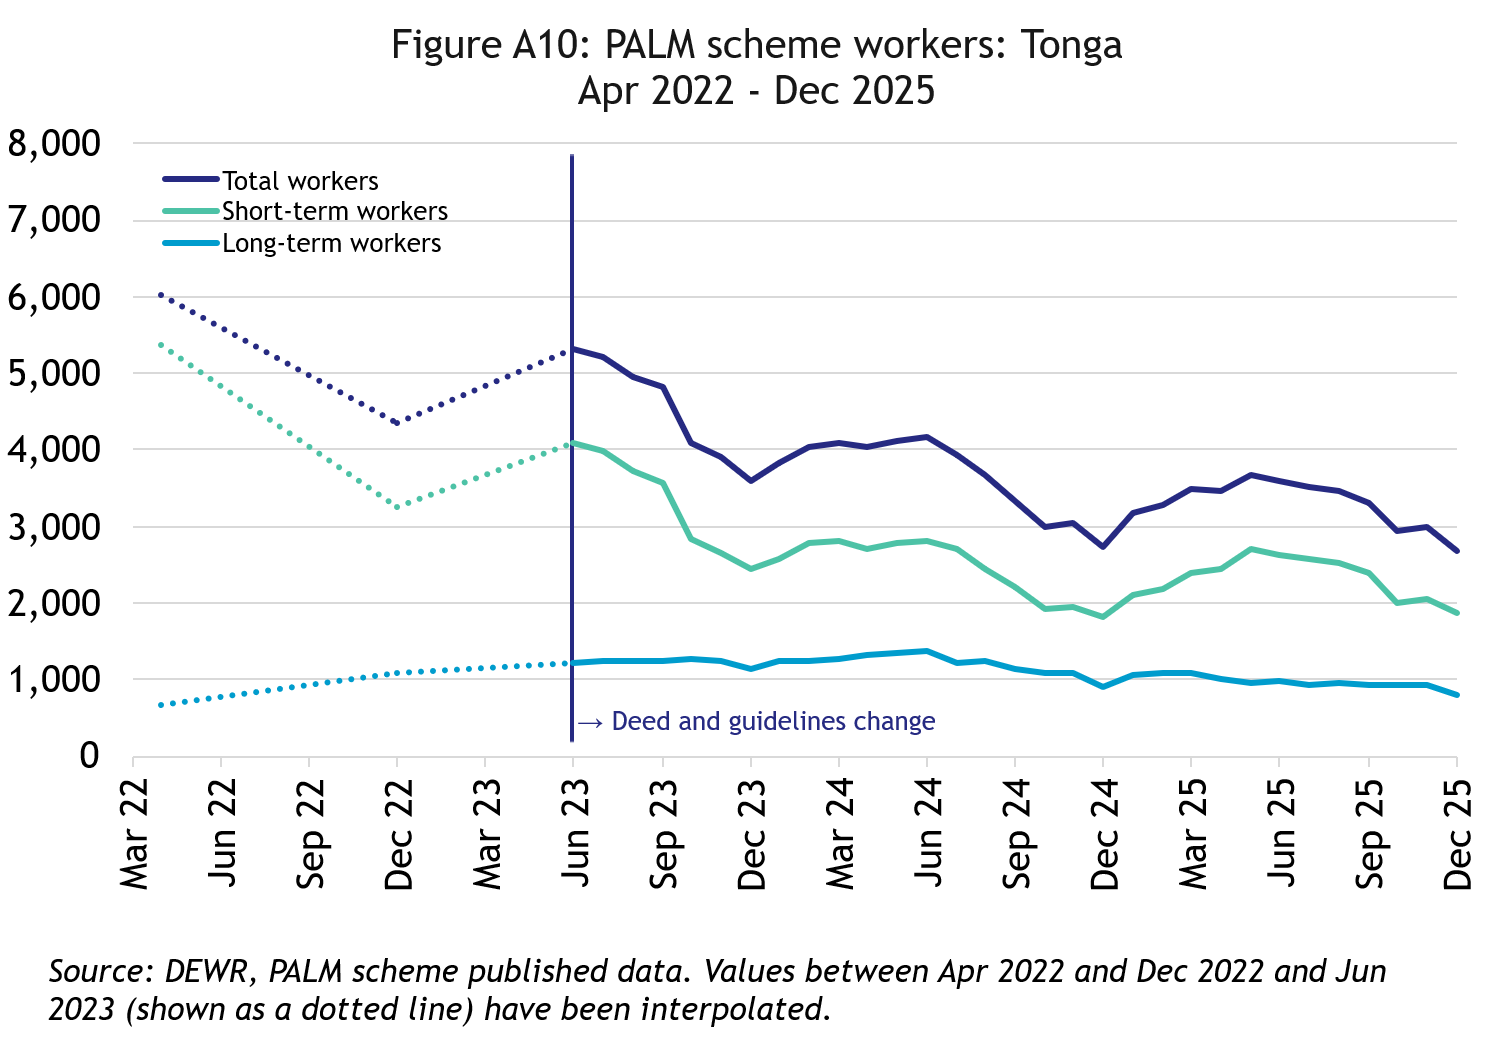 Figure A10: PALM scheme workers: Tonga
Apr 2022 - Dec 2025
8,000
7,000
6,000
5,000
4,000
3,000
2,000
1,000
0
Total workers
Short-term workers
Long-term workers
→ Deed and guidelines change
Mar 22
Jun 22
Sep 22
Dec 22
Mar 23
Jun 23
Sep 23
Dec 23
Mar 24
Jun 24
Sep 24
Dec 24
Mar 25
Jun 25
Sep 25
Dec 25
Source: DEWR, PALM scheme published data. Values between Apr 2022 and Dec 2022 and Jun
2023 (shown as a dotted line) have been interpolated.